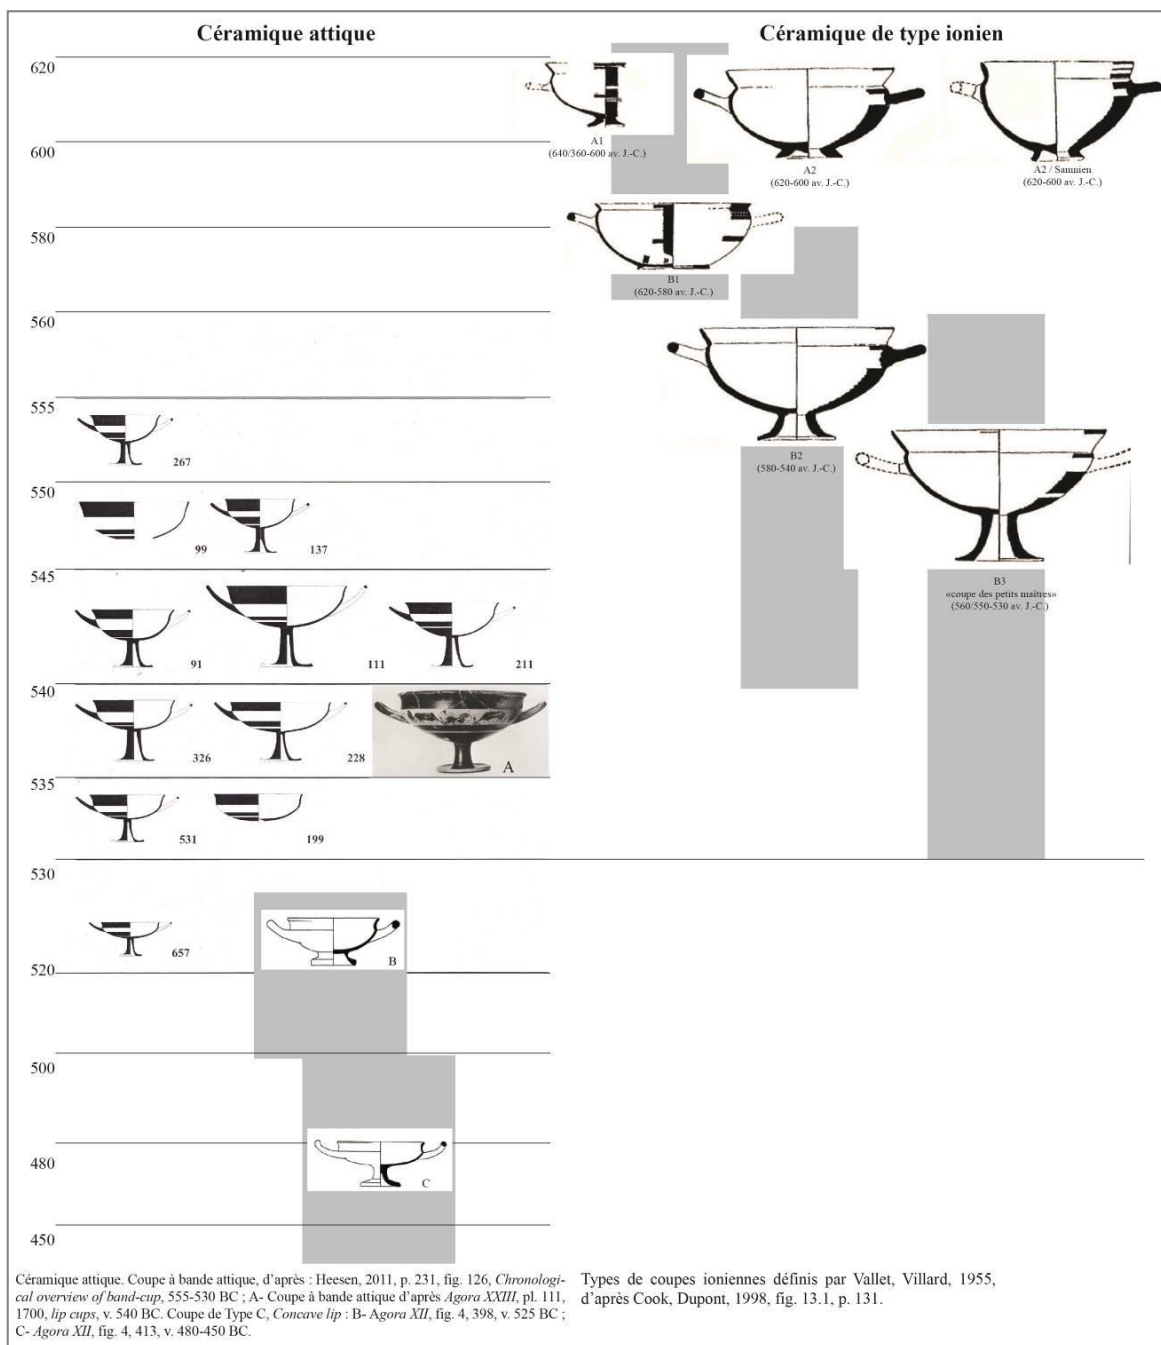 Céramique attique
Céramique de type ionien
620
600
580
560
555
550
545
540
535
530
520
500
480
450
A1
(640/360-600 av. J.-C.)
A2
(620-600 av. J.-C.)
A2 / Samnien
(620-600 av. J.-C.)
B1
(620-580 av. J.-C.)
B2
(580-540 av. J.-C.)
B3
«coupe des petits maîtres»
(560/550-530 av. J.-C.)
267
99
137
91
111
211
326
228
A
531
199
657
B
C
Céramique attique. Coupe à bande attique, d'après : Heesen, 2011, p. 231, fig. 126, Chronologi-
cal overview of band-cup, 555-530 BC ; A- Coupe à bande attique d'après Agora XXIII, pl. 111,
1700, lip cups, v. 540 BC. Coupe de Type C, Concave lip : B- Agora XII, fig. 4, 398, v. 525 BC ;
C- Agora XII, fig. 4, 413, v. 480-450 BC.
Types de coupes ioniennes définis par Vallet, Villard, 1955,
d'après Cook, Dupont, 1998, fig. 13.1, p. 131.